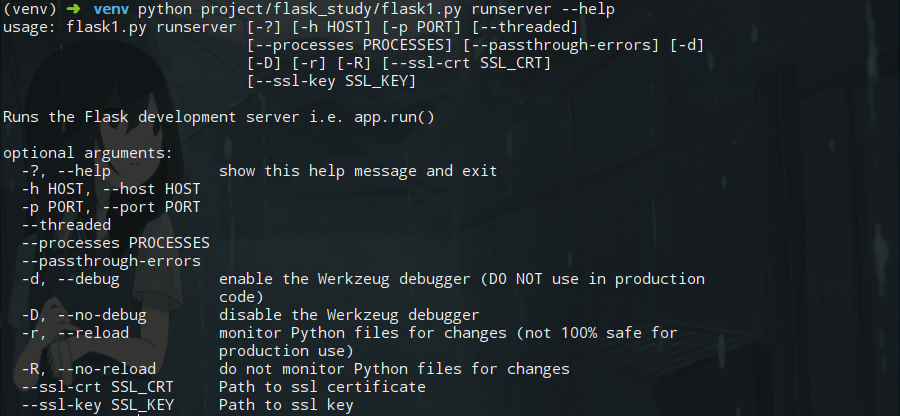 (venv) ➜  venv python project/flask_study/flask1.py runserver --help
usage: flask1.py runserver [-?] [-h HOST] [-p PORT] [--threaded]
                           [--processes PROCESSES] [--passthrough-errors] [-d]
                           [-D] [-r] [-R] [--ssl-crt SSL_CRT]
                           [--ssl-key SSL_KEY]

Runs the Flask development server i.e. app.run()

optional arguments:
  -?, --help            show this help message and exit
  -h HOST, --host HOST
  -p PORT, --port PORT
  --threaded
  --processes PROCESSES
  --passthrough-errors
  -d, --debug           enable the Werkzeug debugger (DO NOT use in production
                        code)
  -D, --no-debug        disable the Werkzeug debugger
  -r, --reload          monitor Python files for changes (not 100% safe for
                        production use)
  -R, --no-reload       do not monitor Python files for changes
  --ssl-crt SSL_CRT     Path to ssl certificate
  --ssl-key SSL_KEY     Path to ssl key